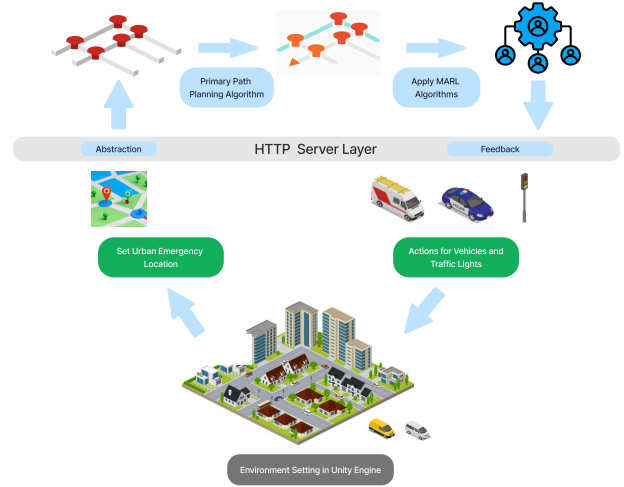 Primary Path
Planning Algorithm
Apply MARL
Algorithms
Abstraction
HTTP Server Layer
Feedback
Set Urban Emergency
Location
Actions for Vehicles and
Traffic Lights
Environment Setting in Unity Engine